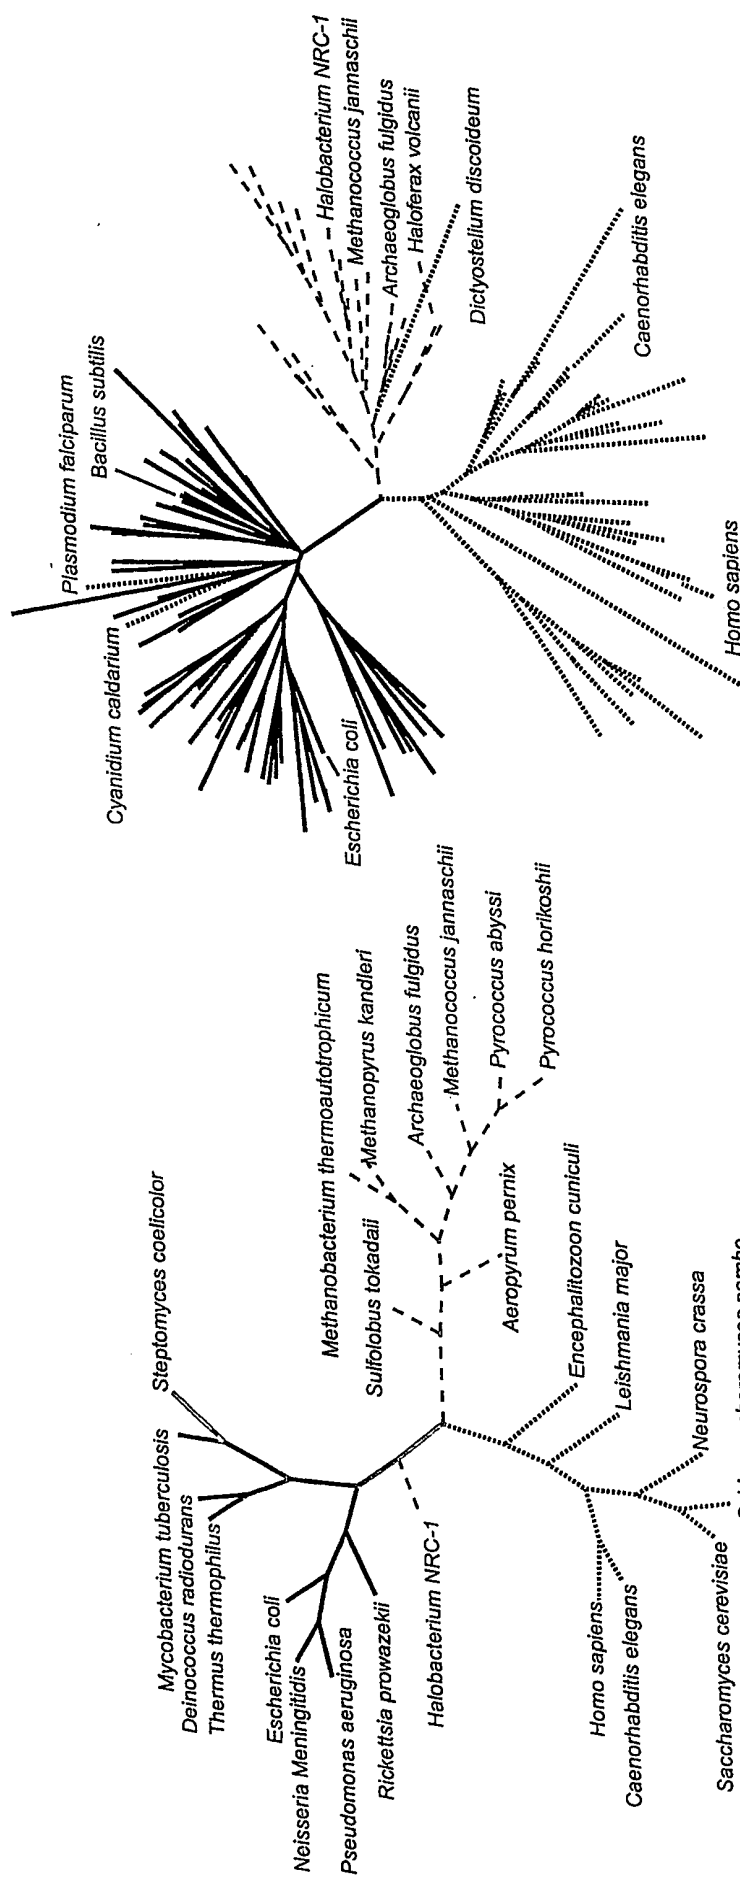 Steptomyces coelicolor
Mycobacterium tuberculosis
Deinococcus radiodurans
Thermus thermophilus
Escherichia coli
Neisseria Meningitidis
Pseudomonas aeruginosa
Rickettsia prowazekii
Halobacterium NRC-1
Methanobacterium thermoautotrophicum
Methanopyrus kandleri
Sulfolobus tokadaii
Archaeoglobus fulgidus
Methanococcus jannaschii
Pyrococcus abyssi
Pyrococcus horikoshii
Aeropyrum pernix
Encephalitozoon cuniculi
Leishmania major
Neurospora crassa
Homo sapiens
Caenorhabditis elegans
Saccharomyces cerevisiae
Plasmodium falciparum
Bacillus subtilis
Cyanidium caldarium
Escherichia coli
Halobacterium NRC-1
Methanococcus jannaschii
Archaeoglobus fulgidus
Haloferax volcanii
Dictyostelium discoideum
Caenorhabditis elegans
Homo sapiens